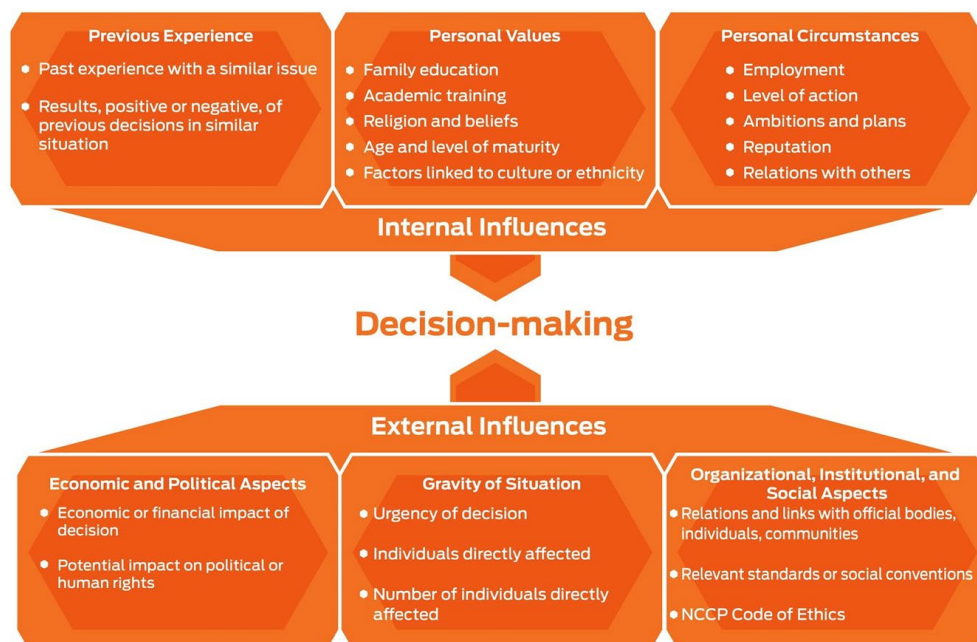 Previous Experience
Past experience with a similar issue
Results, positive or negative, of
previous decisions in similar
situation
Personal Values
Family education
Academic training
Religion and beliefs
Age and level of maturity
Factors linked to culture or ethnicity
Personal Circumstances
Employment
Level of action
Ambitions and plans
Reputation
Relations with others
Internal Influences
Decision-making
External Influences
Economic and Political Aspects
Economic or financial impact of
decision
Potential impact on political or
human rights
Gravity of Situation
Urgency of decision
Individuals directly affected
Number of individuals directly
affected
Organizational, Institutional, and
Social Aspects
Relations and links with official bodies,
individuals, communities
Relevant standards or social conventions
NCCP Code of Ethics